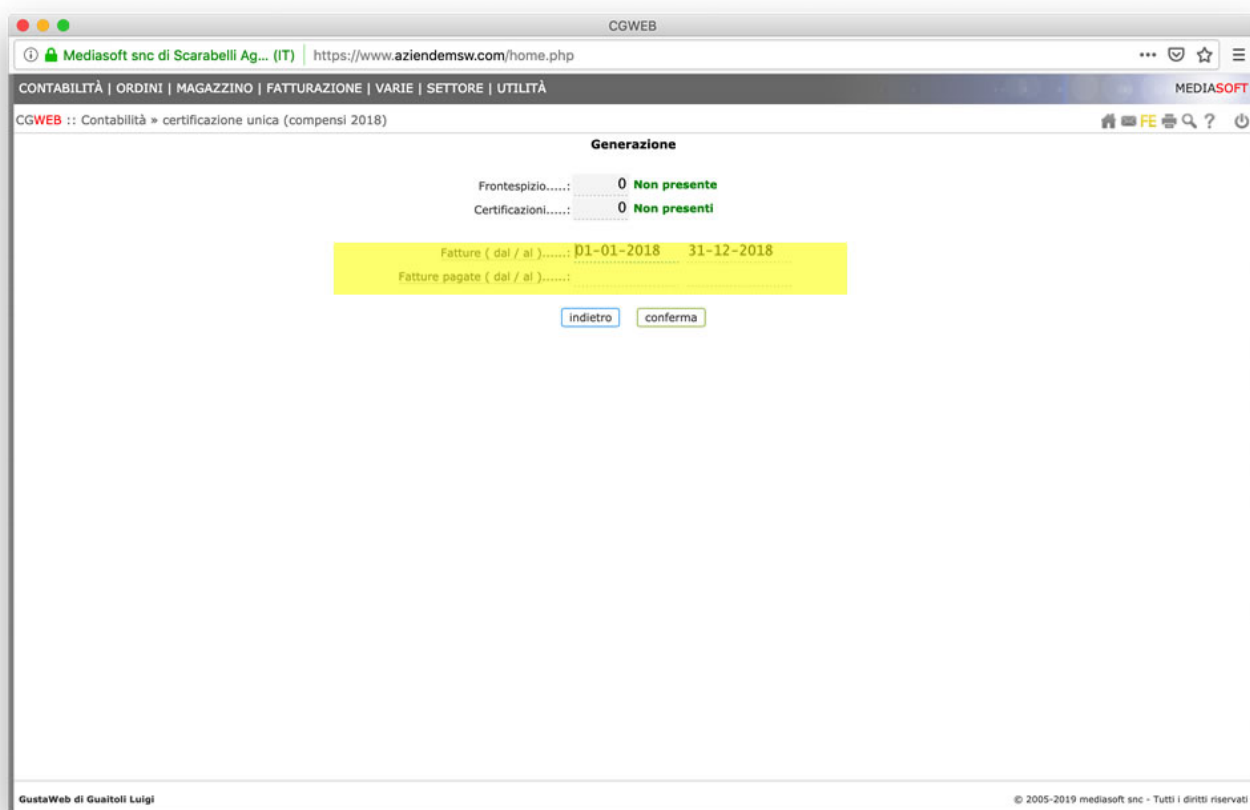 CGWEB
Mediasoft snc di Scarabelli Ag... (IT) https://www.aziendemsw.com/home.php
CONTABILITÀ | ORDINI | MAGAZZINO | FATTURAZIONE | VARIE | SETTORE | UTILITÀ MEDIASOFT
CGWEB :: Contabilità » certificazione unica (compensi 2018) FE ?
Generazione
Frontespizio.....: 0 Non presente
Certificazioni.....: 0 Non presenti
Fatture ( dal / al )......: 01-01-2018 31-12-2018
Fatture pagate ( dal / al )......:
indietro conferma
GustaWeb di Guaitoli Luigi © 2005-2019 mediasoft snc - Tutti i diritti riservati